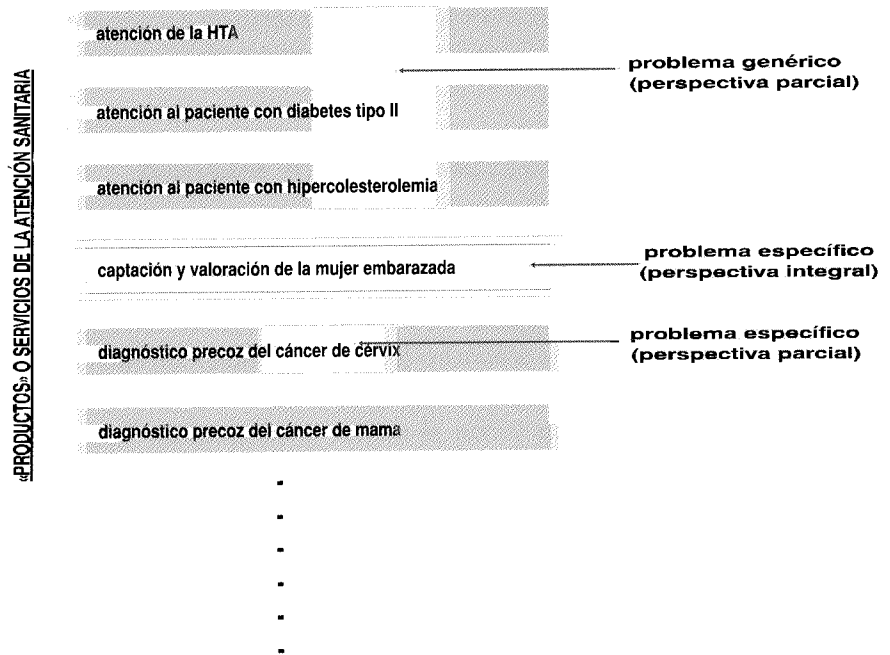 «PRODUCTOS» O SERVICIOS DE LA ATENCIÓN SANITARIA
atención de la HTA
problema genérico
(perspectiva parcial)
atención al paciente con diabetes tipo II
atención al paciente con hipercolesterolemia
captación y valoración de la mujer embarazada
problema específico
(perspectiva integral)
diagnóstico precoz del cáncer de cérvix
problema específico
(perspectiva parcial)
diagnóstico precoz del cáncer de mama